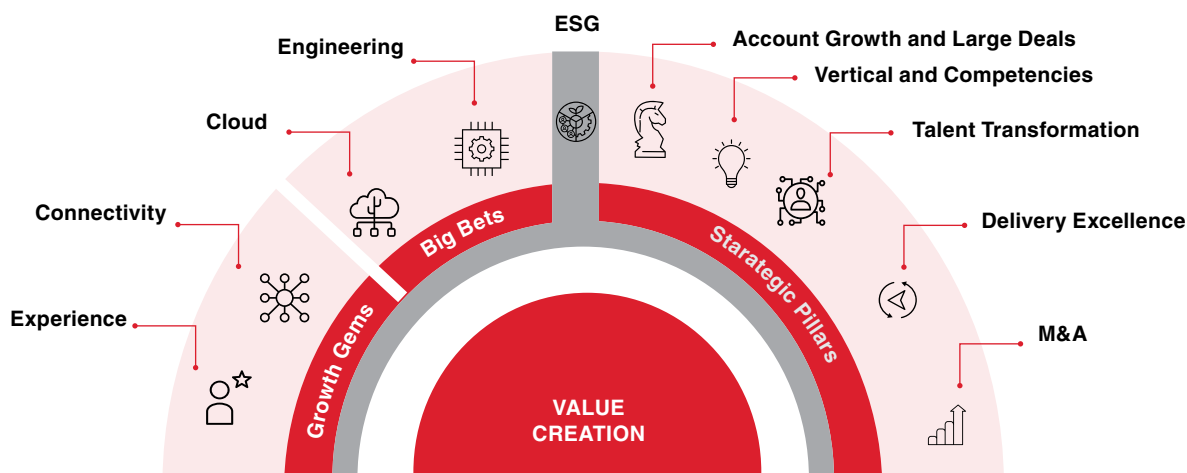 ESG
Engineering
Cloud
Connectivity
Experience
Account Growth and Large Deals
Vertical and Competencies
Talent Transformation
Delivery Excellence
M&A
Growth Gems
Big Bets
Starategic Pillars
VALUE
CREATION